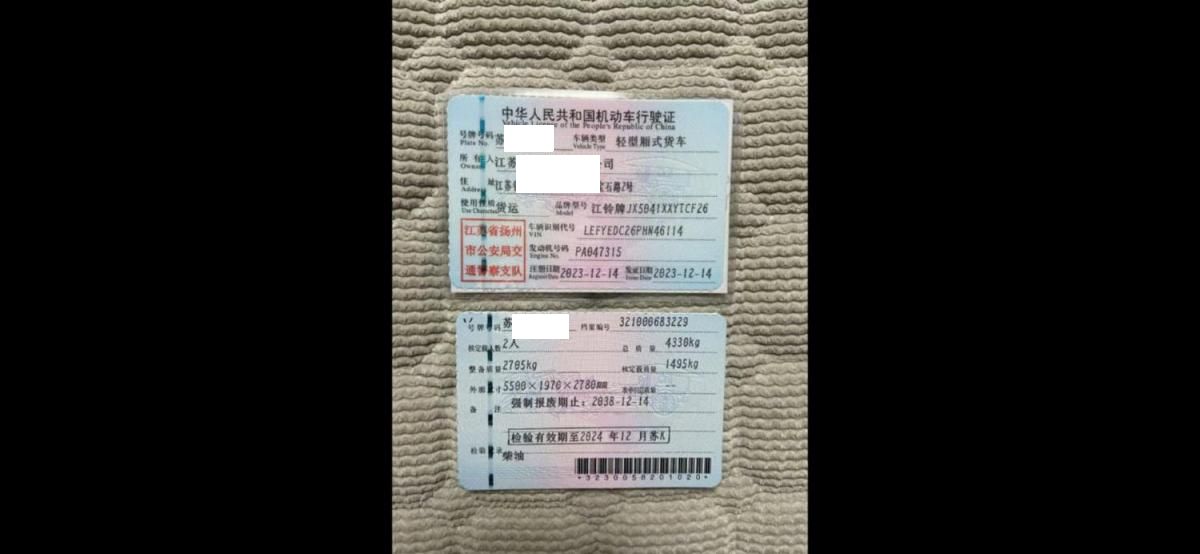 中华人民共和国机动车行驶证
Vehicle License of the People's Republic of China
号牌号码 苏 车辆类型 轻型厢式货车
Plate No. Vehicle Type
所有人 江苏 司
Owner
住 址 江苏 宝石路2号
Address
使用性质 货运 品牌型号 江铃牌JX5041XXYTCF26
Use Character Model
江苏省扬州 车辆识别代号 LEFYEDC26PHN46114
VIN
市公安局交 发动机号码 PA047315
Engine No.
通警察支队 注册日期 2023-12-14 发证日期 2023-12-14
Register Date Issue Date
号牌号码 苏 档案编号 321000683229
核定载人数 2人 总质量 4330kg
整备质量 2705kg 核定载质量 1495kg
外廓尺寸 5500×1970×2780mm --
备 注 强制报废期止：2038-12-14
检验有效期至2024 年12 月苏K
检验记录 柴油
*3230058201020*